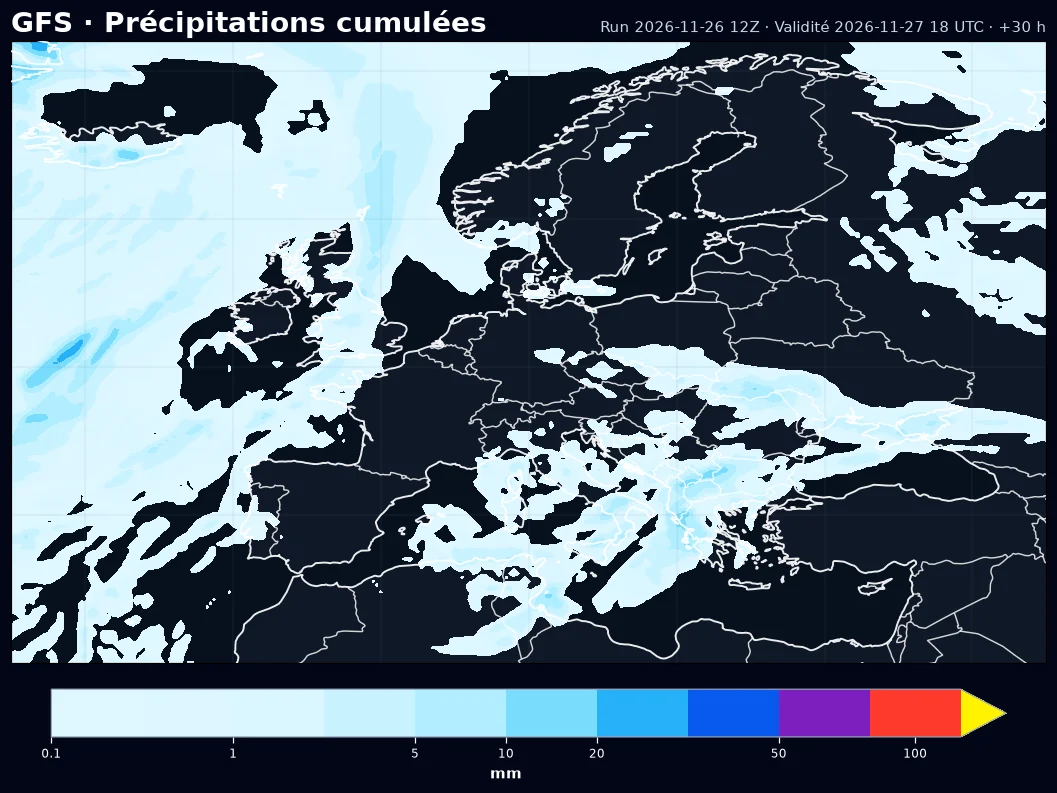 GFS · Précipitations cumulées
Run 2026-11-26 12Z · Validité 2026-11-27 18 UTC · +30 h
0.1 1 5 10 20 50 100
mm